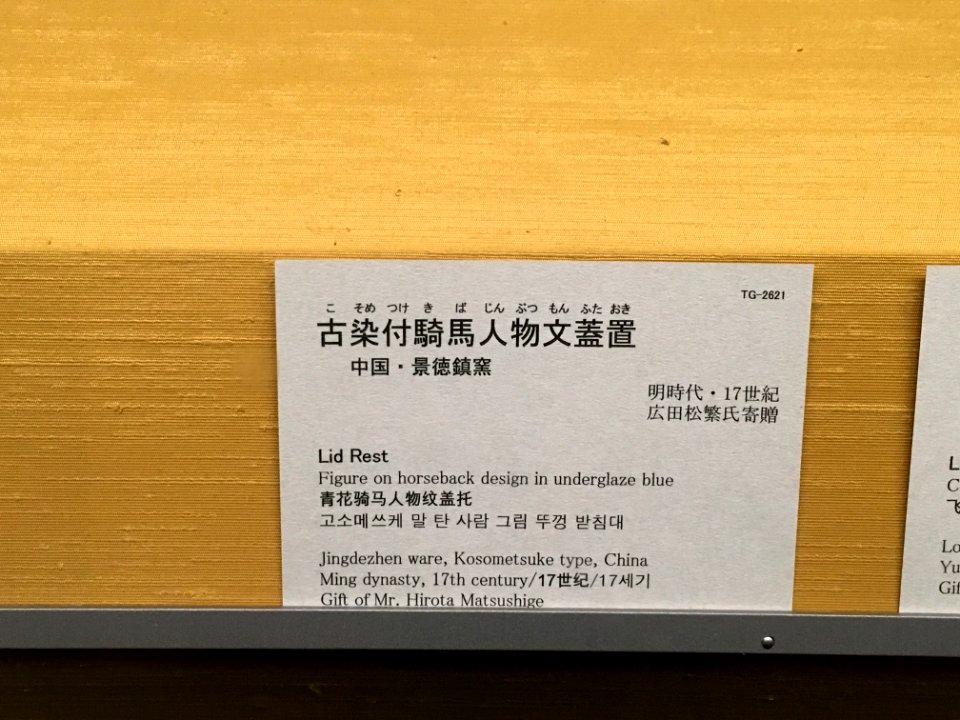 TG-2621
こ そめ つけ き ば じん ぶつ もん ふた おき
古染付騎馬人物文蓋置
中国・景徳鎮窯
明時代・17世紀
広田松繁氏寄贈
Lid Rest
Figure on horseback design in underglaze blue
青花骑马人物纹盖托
고소메쓰케 말 탄 사람 그림 뚜껑 받침대
Jingdezhen ware, Kosometsuke type, China
Ming dynasty, 17th century/17世纪/17세기
Gift of Mr. Hirota Matsushige